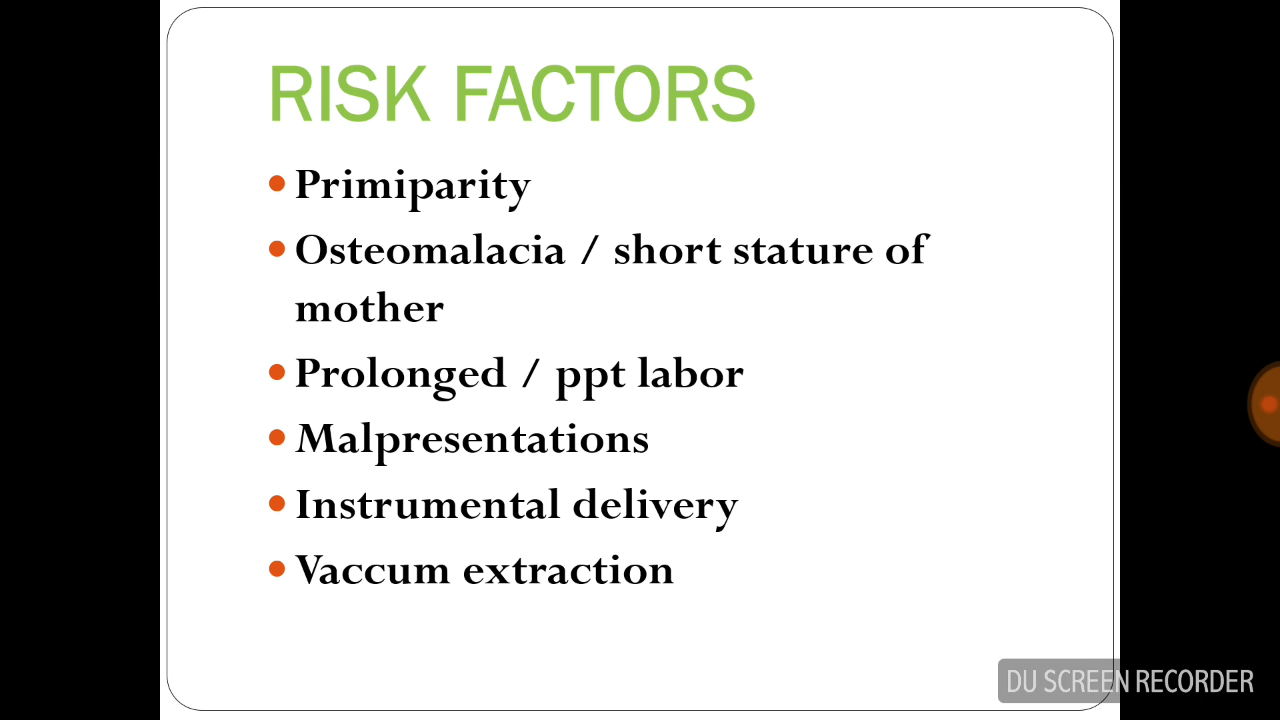 RISK FACTORS
• Primiparity
• Osteomalacia / short stature of
mother
• Prolonged / ppt labor
• Malpresentations
• Instrumental delivery
• Vaccum extraction
DU SCREEN RECORDER